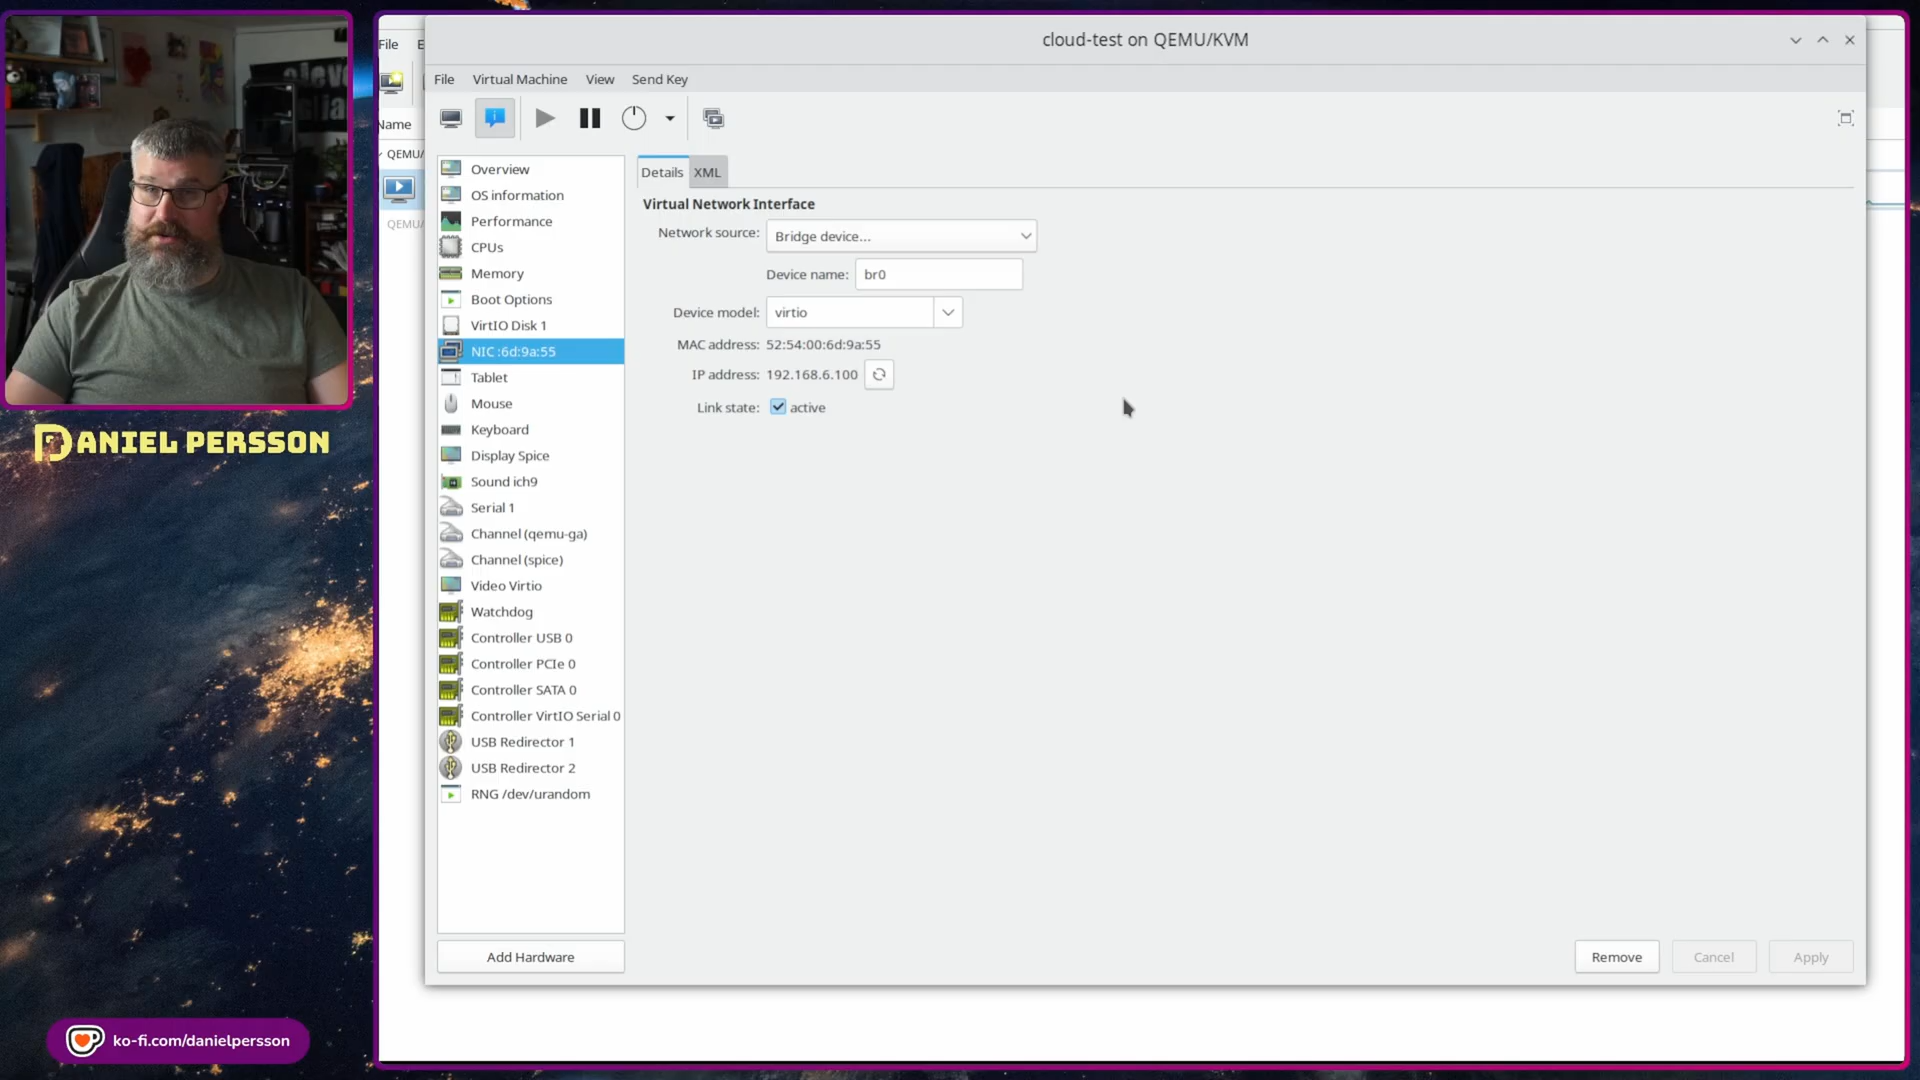 File
Name
QEMU/
QEMU/
cloud-test on QEMU/KVM
File Virtual Machine View Send Key
Overview
OS information
Performance
CPUs
Memory
Boot Options
VirtIO Disk 1
NIC :6d:9a:55
Tablet
Mouse
Keyboard
Display Spice
Sound ich9
Serial 1
Channel (qemu-ga)
Channel (spice)
Video Virtio
Watchdog
Controller USB 0
Controller PCIe 0
Controller SATA 0
Controller VirtIO Serial 0
USB Redirector 1
USB Redirector 2
RNG /dev/urandom
Add Hardware
Details XML
Virtual Network Interface
Network source: Bridge device...
Device name: br0
Device model: virtio
MAC address: 52:54:00:6d:9a:55
IP address: 192.168.6.100
Link state: active
Remove Cancel Apply
DANIEL PERSSON
ko-fi.com/danielpersson